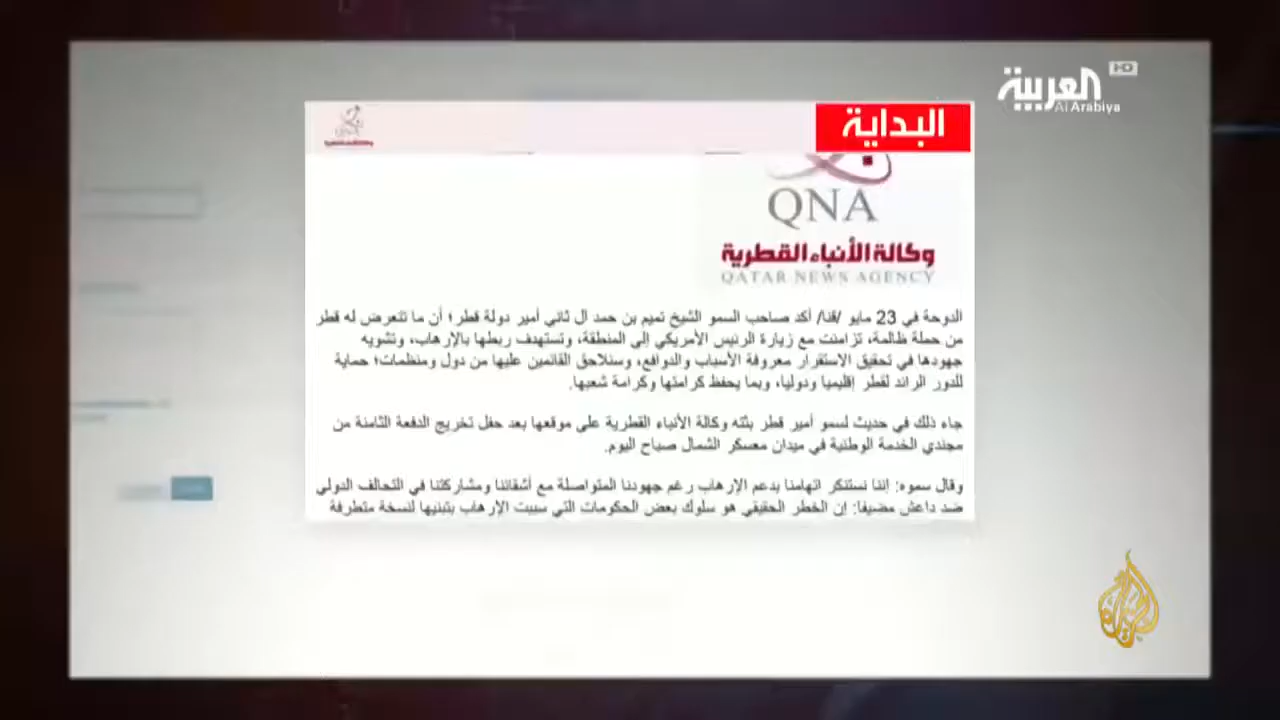 العربية HD
Al Arabiya
البداية
QNA
QNA
وكالة الأنباء القطرية
QATAR NEWS AGENCY
الدوحة في 23 مايو /قنا/ أكد صاحب السمو الشيخ تميم بن حمد ال ثاني أمير دولة قطر؛ أن ما تتعرض له قطر
من حملة ظالمة، تزامنت مع زيارة الرئيس الأمريكي إلى المنطقة، وتستهدف ربطها بالإرهاب، وتشويه
جهودها في تحقيق الاستقرار معروفة الأسباب والدوافع، وسنلاحق القائمين عليها من دول ومنظمات؛ حماية
للدور الرائد لقطر إقليميا ودوليا، وبما يحفظ كرامتها وكرامة شعبها.
جاء ذلك في حديث لسمو أمير قطر بثته وكالة الأنباء القطرية على موقعها بعد حفل تخريج الدفعة الثامنة من
مجندي الخدمة الوطنية في ميدان معسكر الشمال صباح اليوم.
وقال سموه: إننا نستنكر اتهامنا بدعم الإرهاب رغم جهودنا المتواصلة مع أشقائنا ومشاركتنا في التحالف الدولي
ضد داعش مضيفا: إن الخطر الحقيقي هو سلوك بعض الحكومات التي سببت الإرهاب بتبنيها لنسخة متطرفة
الجزيرة